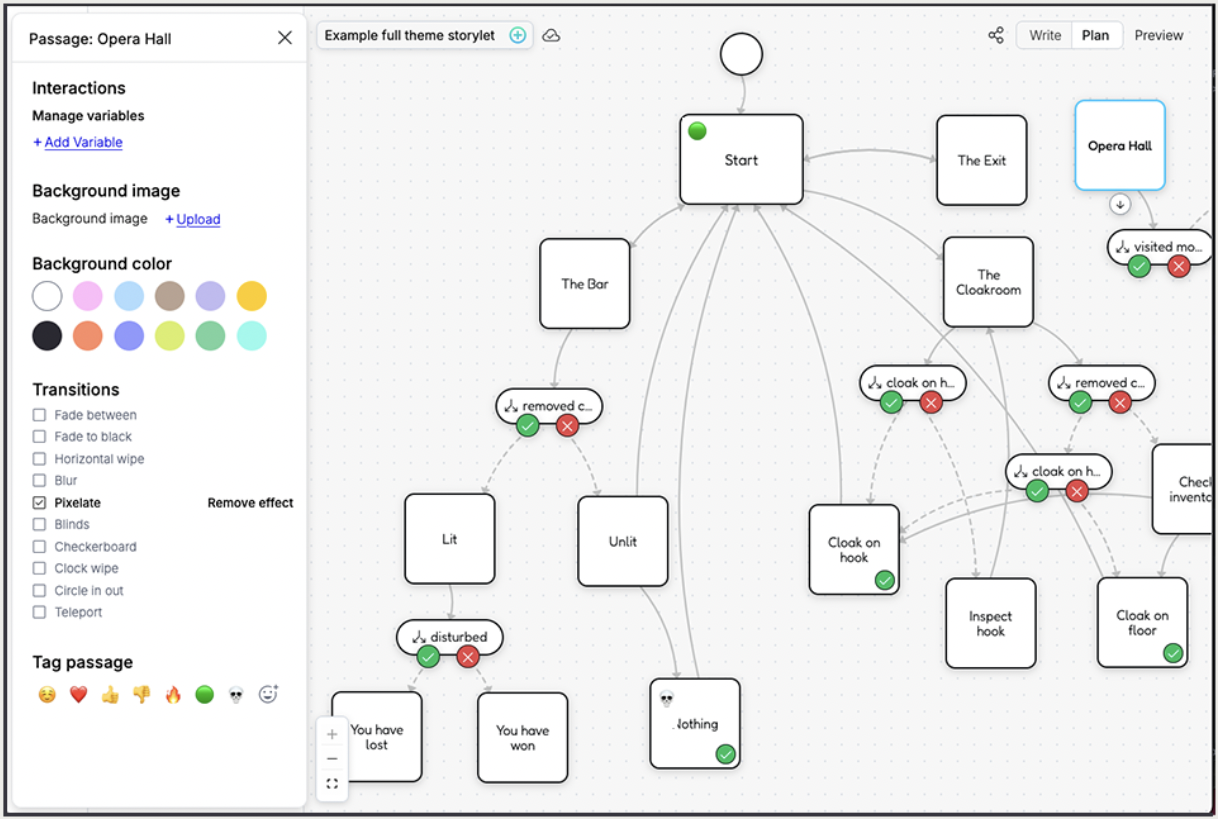 Passage: Opera Hall
Interactions
Manage variables
+ Add Variable
Background image
Background image + Upload
Background color
Transitions
Fade between
Fade to black
Horizontal wipe
Blur
Pixelate Remove effect
Blinds
Checkerboard
Clock wipe
Circle in out
Teleport
Tag passage
Example full theme storylet
Write Plan Preview
Start
The Exit
Opera Hall
visited mo...
The Bar
The
Cloakroom
removed c...
cloak on h...
removed c...
cloak on h...
Lit
Unlit
Cloak on
hook
Check
invento
Inspect
hook
Cloak on
floor
disturbed
You have
lost
You have
won
Nothing